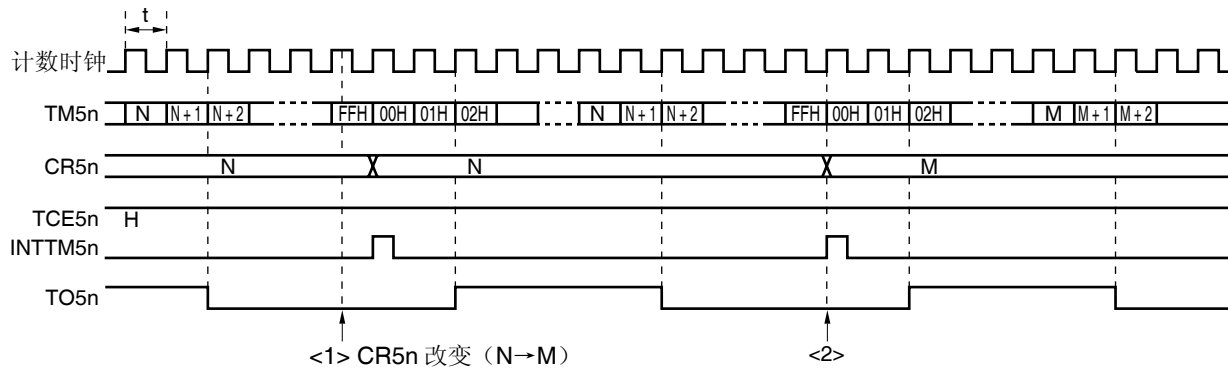 t
计数时钟
TM5n N N + 1 N + 2 FFH 00H 01H 02H N N + 1 N + 2 FFH 00H 01H 02H M M + 1 M + 2
CR5n N N M
TCE5n H
INTTM5n
TO5n
<1> CR5n 改变（N→M） <2>